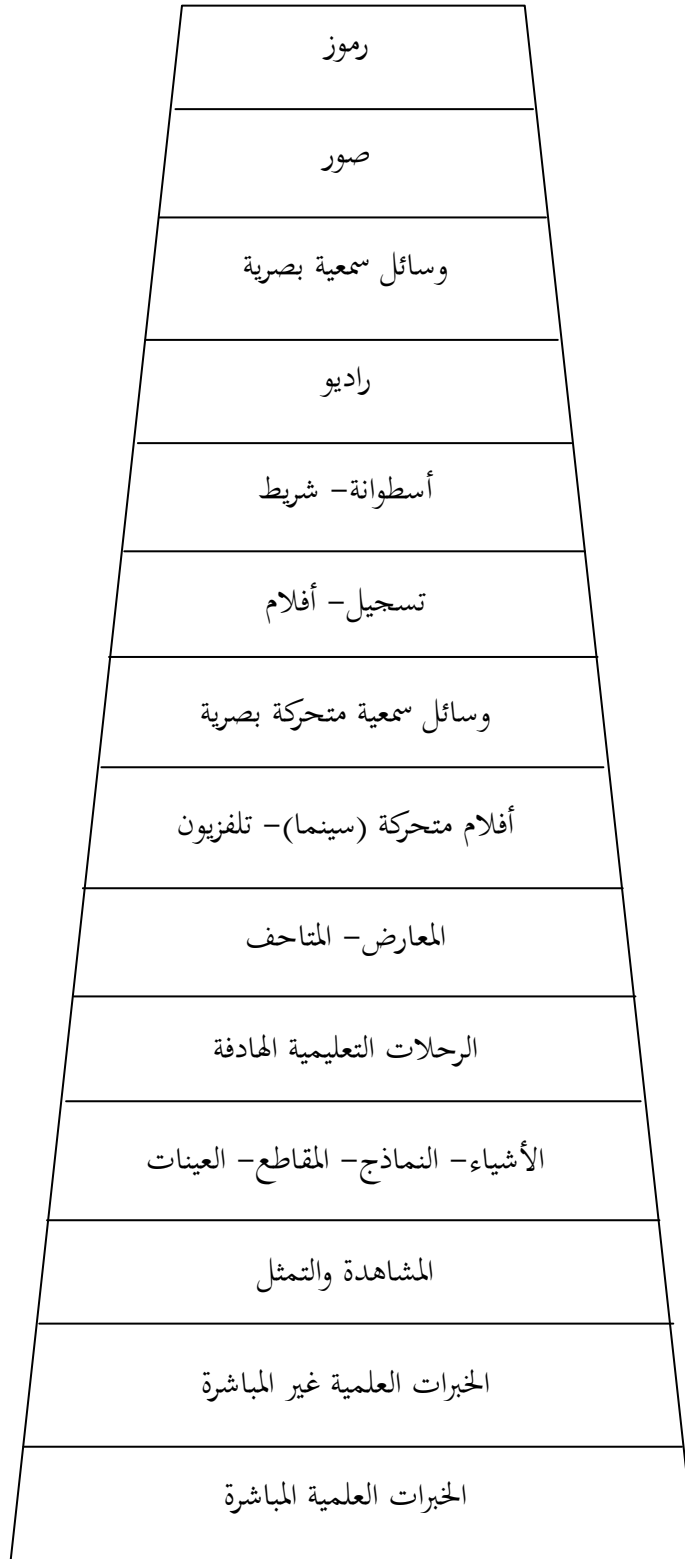 رموز
صور
وسائل سمعية بصرية
راديو
أسطوانة– شريط
تسجيل– أفلام
وسائل سمعية متحركة بصرية
أفلام متحركة (سينما)– تلفزيون
المعارض– المتاحف
الرحلات التعليمية الهادفة
الأشياء– النماذج– المقاطع– العينات
المشاهدة والتمثل
الخبرات العلمية غير المباشرة
الخبرات العلمية المباشرة